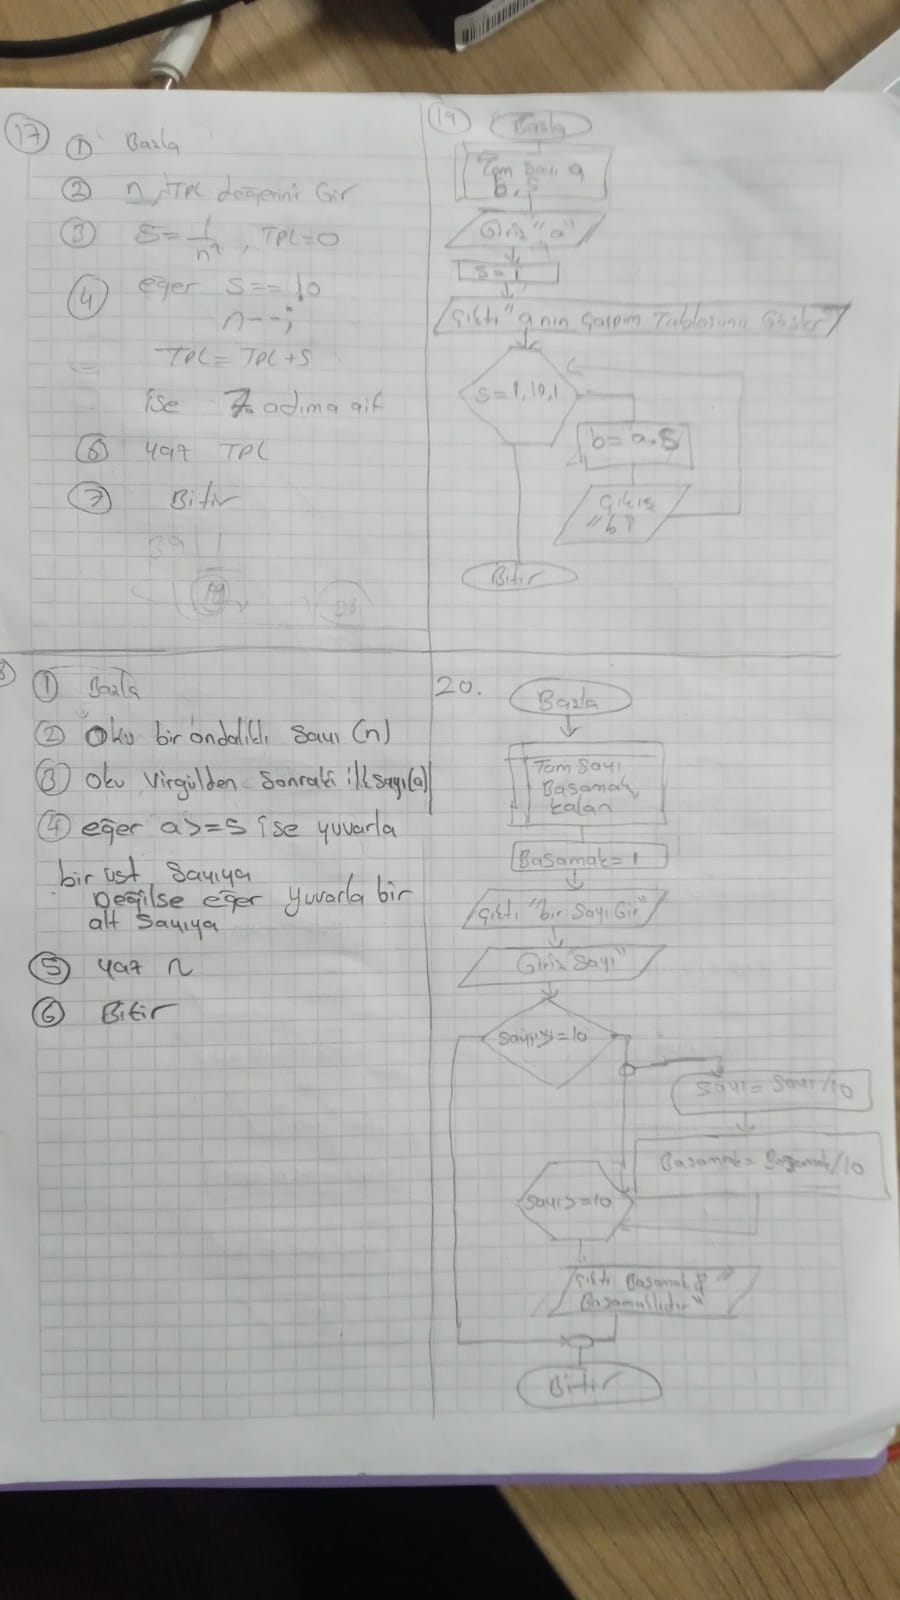 17
1 Başla
2 n, TPL değerini Gir
3 S = 1/n² , TPL=0
4 eğer S==10
n--;
TPL = TPL+S
ise 7. adıma git
6 yaz TPL
7 Bitir
1 Başla
2 Oku bir ondalıklı sayı (n)
3 Oku virgülden sonraki ilk sayı (a)
4 eğer a>=5 ise yuvarla
bir üst sayıya
Değilse eğer yuvarla bir
alt sayıya
5 yaz n
6 Bitir
19
Başla
Tam sayı a
b, s
Giriş "a"
s=1
Çıktı "a nın Çarpım Tablosunu Göster"
s=1,10,1
b= a.s
Çıkış
"b"
Bitir
20.
Başla
Tam sayı
Basamak,
kalan
Basamak=1
Çıktı "bir sayı Gir"
Giriş "Sayı"
Sayı>=10
Sayı = Sayı/10
Basamak = Basamak/10
Sayı>=10
Çıktı Basamak & "
Basamaklıdır"
Bitir